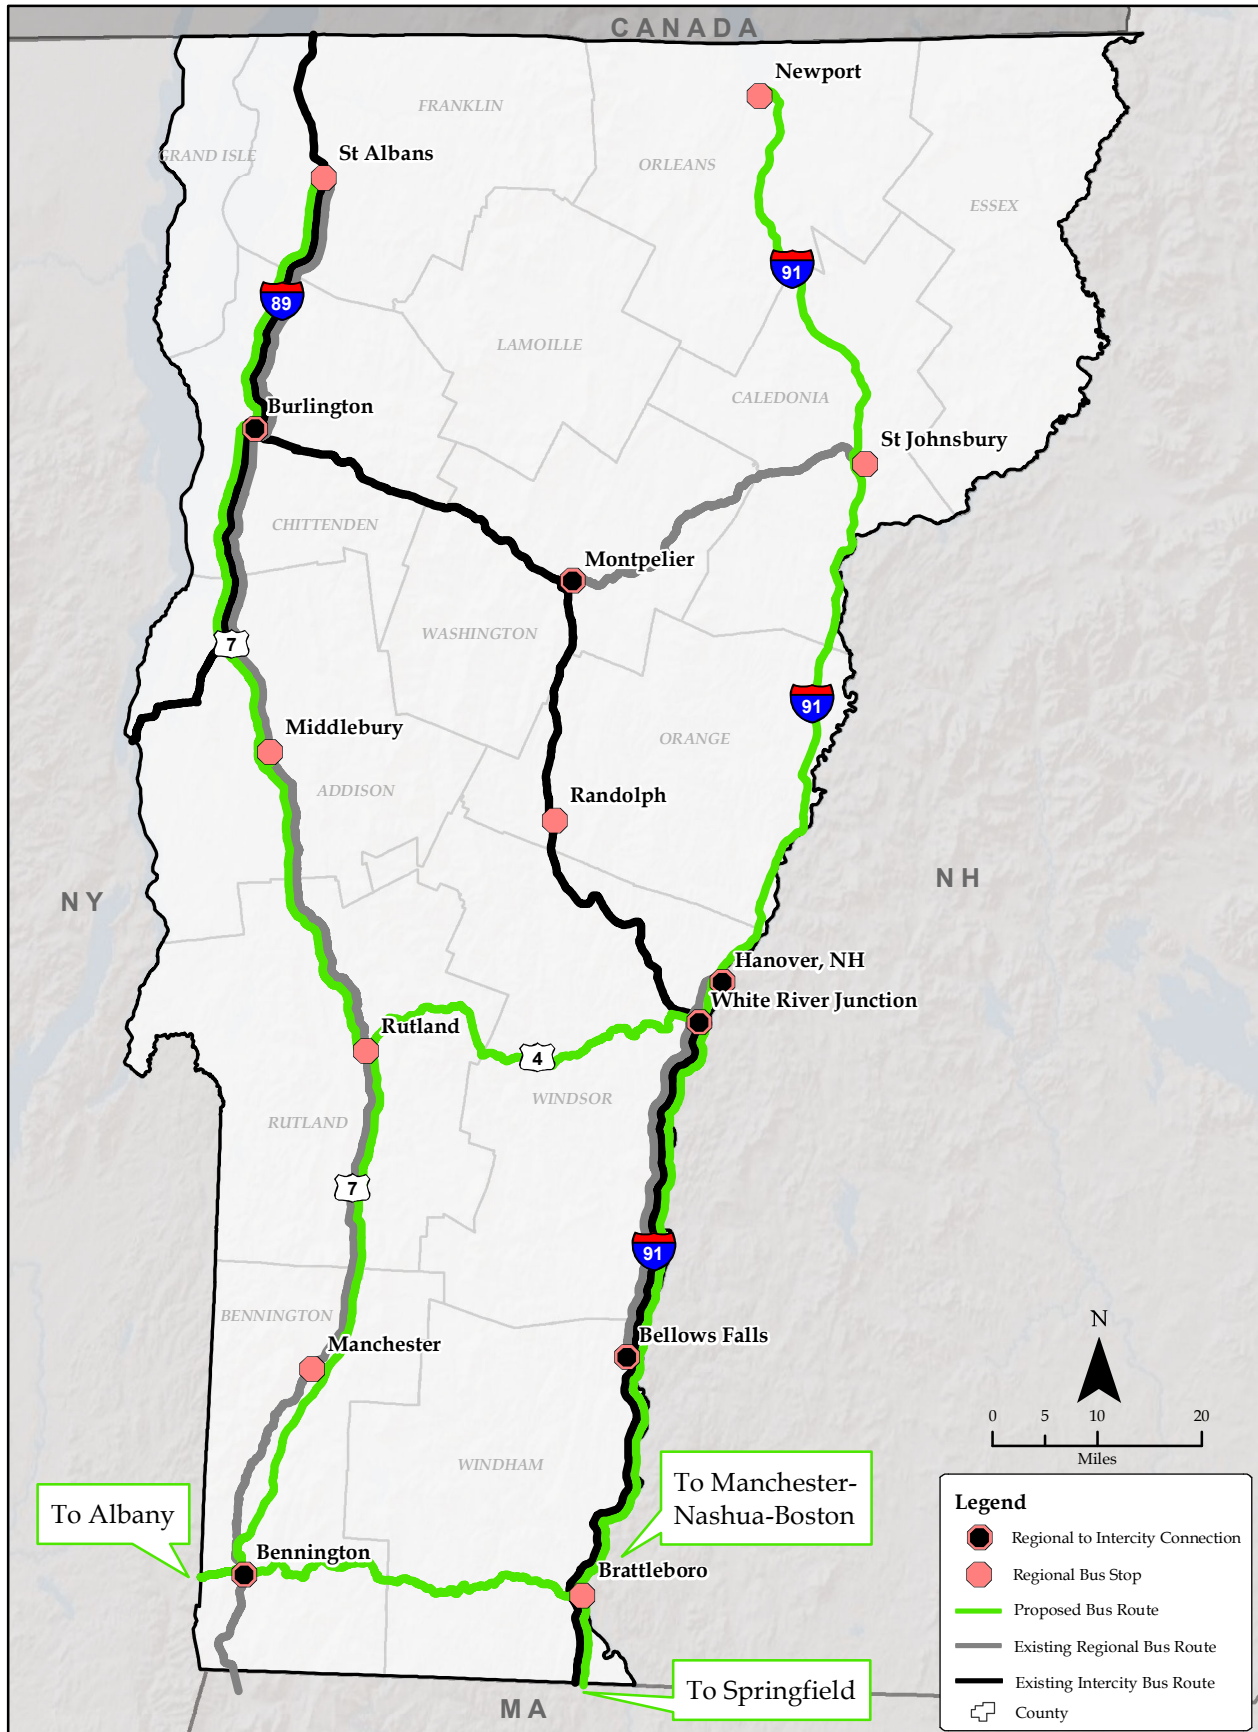 CANADA
Newport
FRANKLIN
GRAND ISLE
St Albans
ORLEANS
ESSEX
91
89
LAMOILLE
CALEDONIA
Burlington
St Johnsbury
CHITTENDEN
Montpelier
WASHINGTON
7
91
Middlebury
ORANGE
ADDISON
Randolph
NH
NY
Hanover, NH
White River Junction
Rutland
4
WINDSOR
RUTLAND
7
91
BENNINGTON
Manchester
Bellows Falls
N
0 5 10 20
Miles
WINDHAM
To Manchester-
Nashua-Boston
To Albany
Bennington
Brattleboro
To Springfield
MA
Legend
Regional to Intercity Connection
Regional Bus Stop
Proposed Bus Route
Existing Regional Bus Route
Existing Intercity Bus Route
County